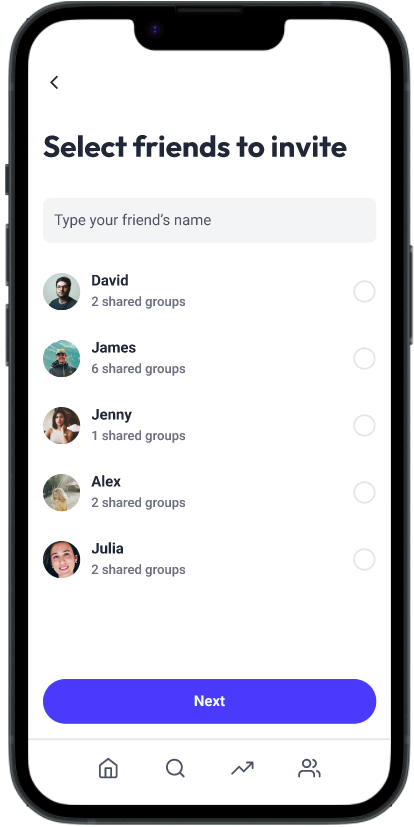 Select friends to invite
Type your friend's name
David
2 shared groups
James
6 shared groups
Jenny
1 shared groups
Alex
2 shared groups
Julia
2 shared groups
Next